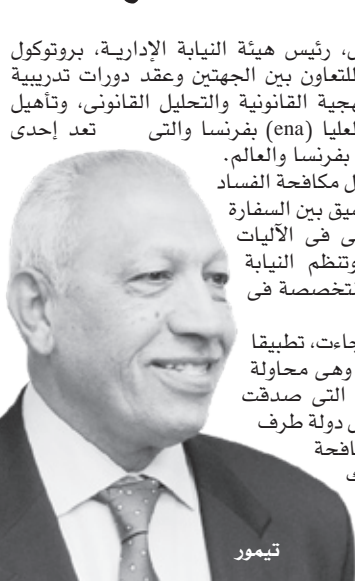 ، رئيس هيئة النيابة الإدارية، بروتوكول
للتعاون بين الجهتين وعقد دورات تدريبية
هجية القانونية والتحليل القانونى، وتأهيل
العليا (ena) بفرنسا والتى تعد إحدى
بفرنسا والعالم.
ل مكافحة الفساد
سيق بين السفارة
ى فى الآليات
وتنظم النيابة
تخصصة فى
جاءت، تطبيقا
وهى محاولة
التى صدقت
دولة طرف
كافحة
تيمور